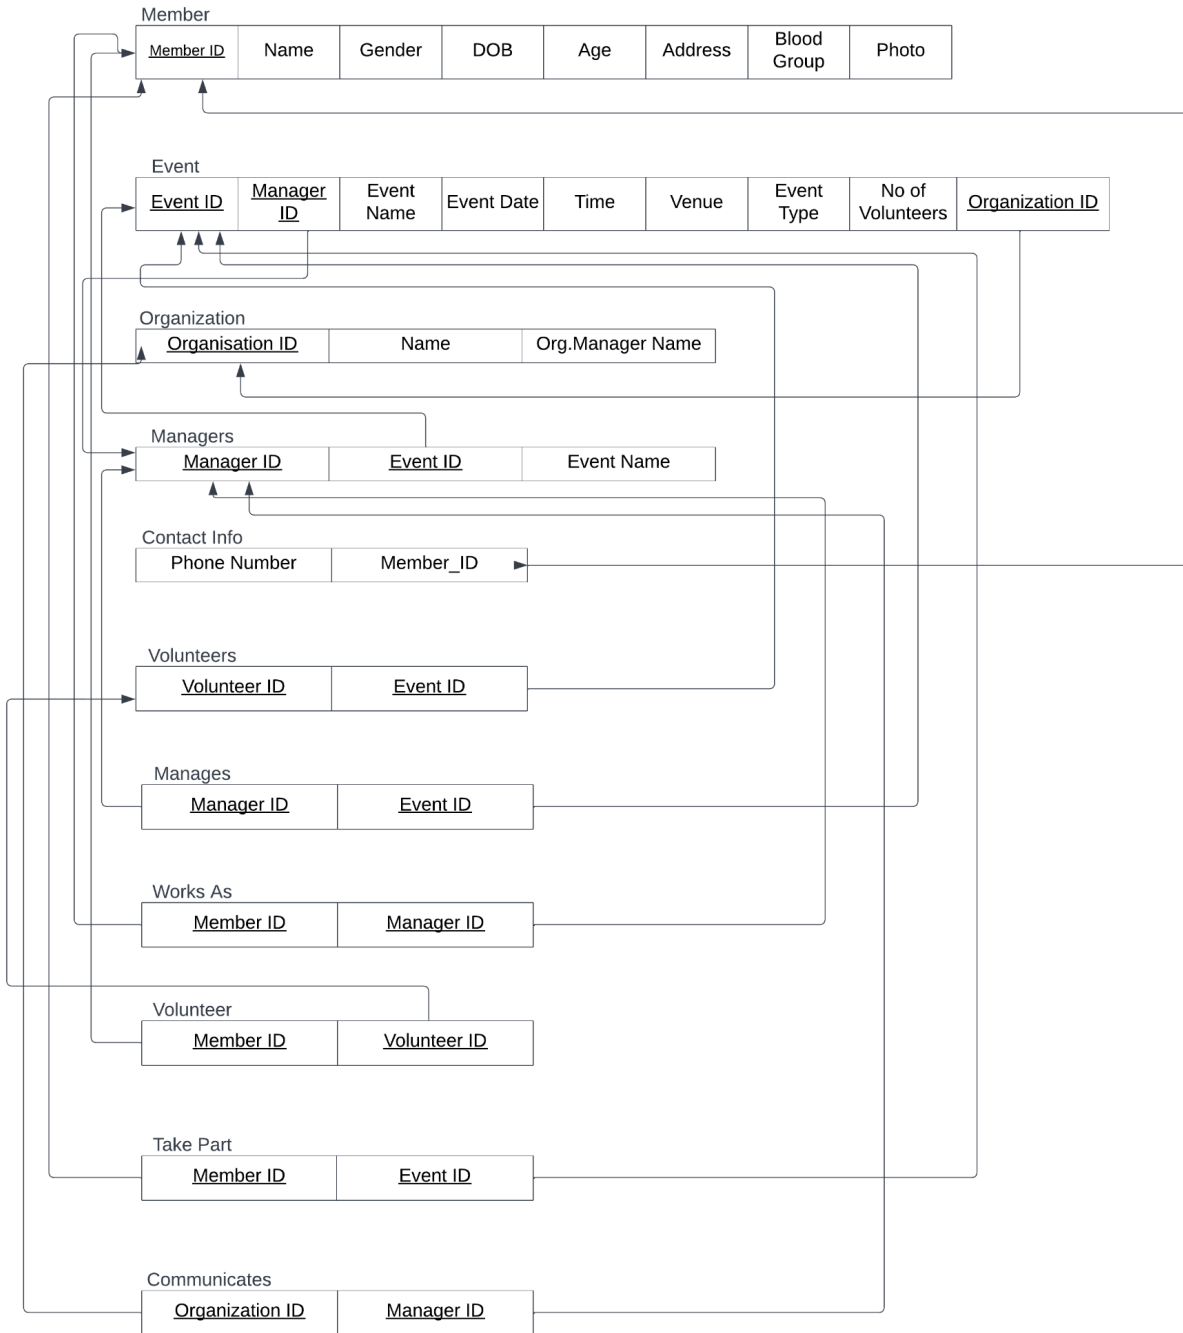 Member
Member ID Name Gender DOB Age Address Blood Group Photo
Event
Event ID Manager ID Event Name Event Date Time Venue Event Type No of Volunteers Organization ID
Organization
Organisation ID Name Org.Manager Name
Managers
Manager ID Event ID Event Name
Contact Info
Phone Number Member_ID
Volunteers
Volunteer ID Event ID
Manages
Manager ID Event ID
Works As
Member ID Manager ID
Volunteer
Member ID Volunteer ID
Take Part
Member ID Event ID
Communicates
Organization ID Manager ID